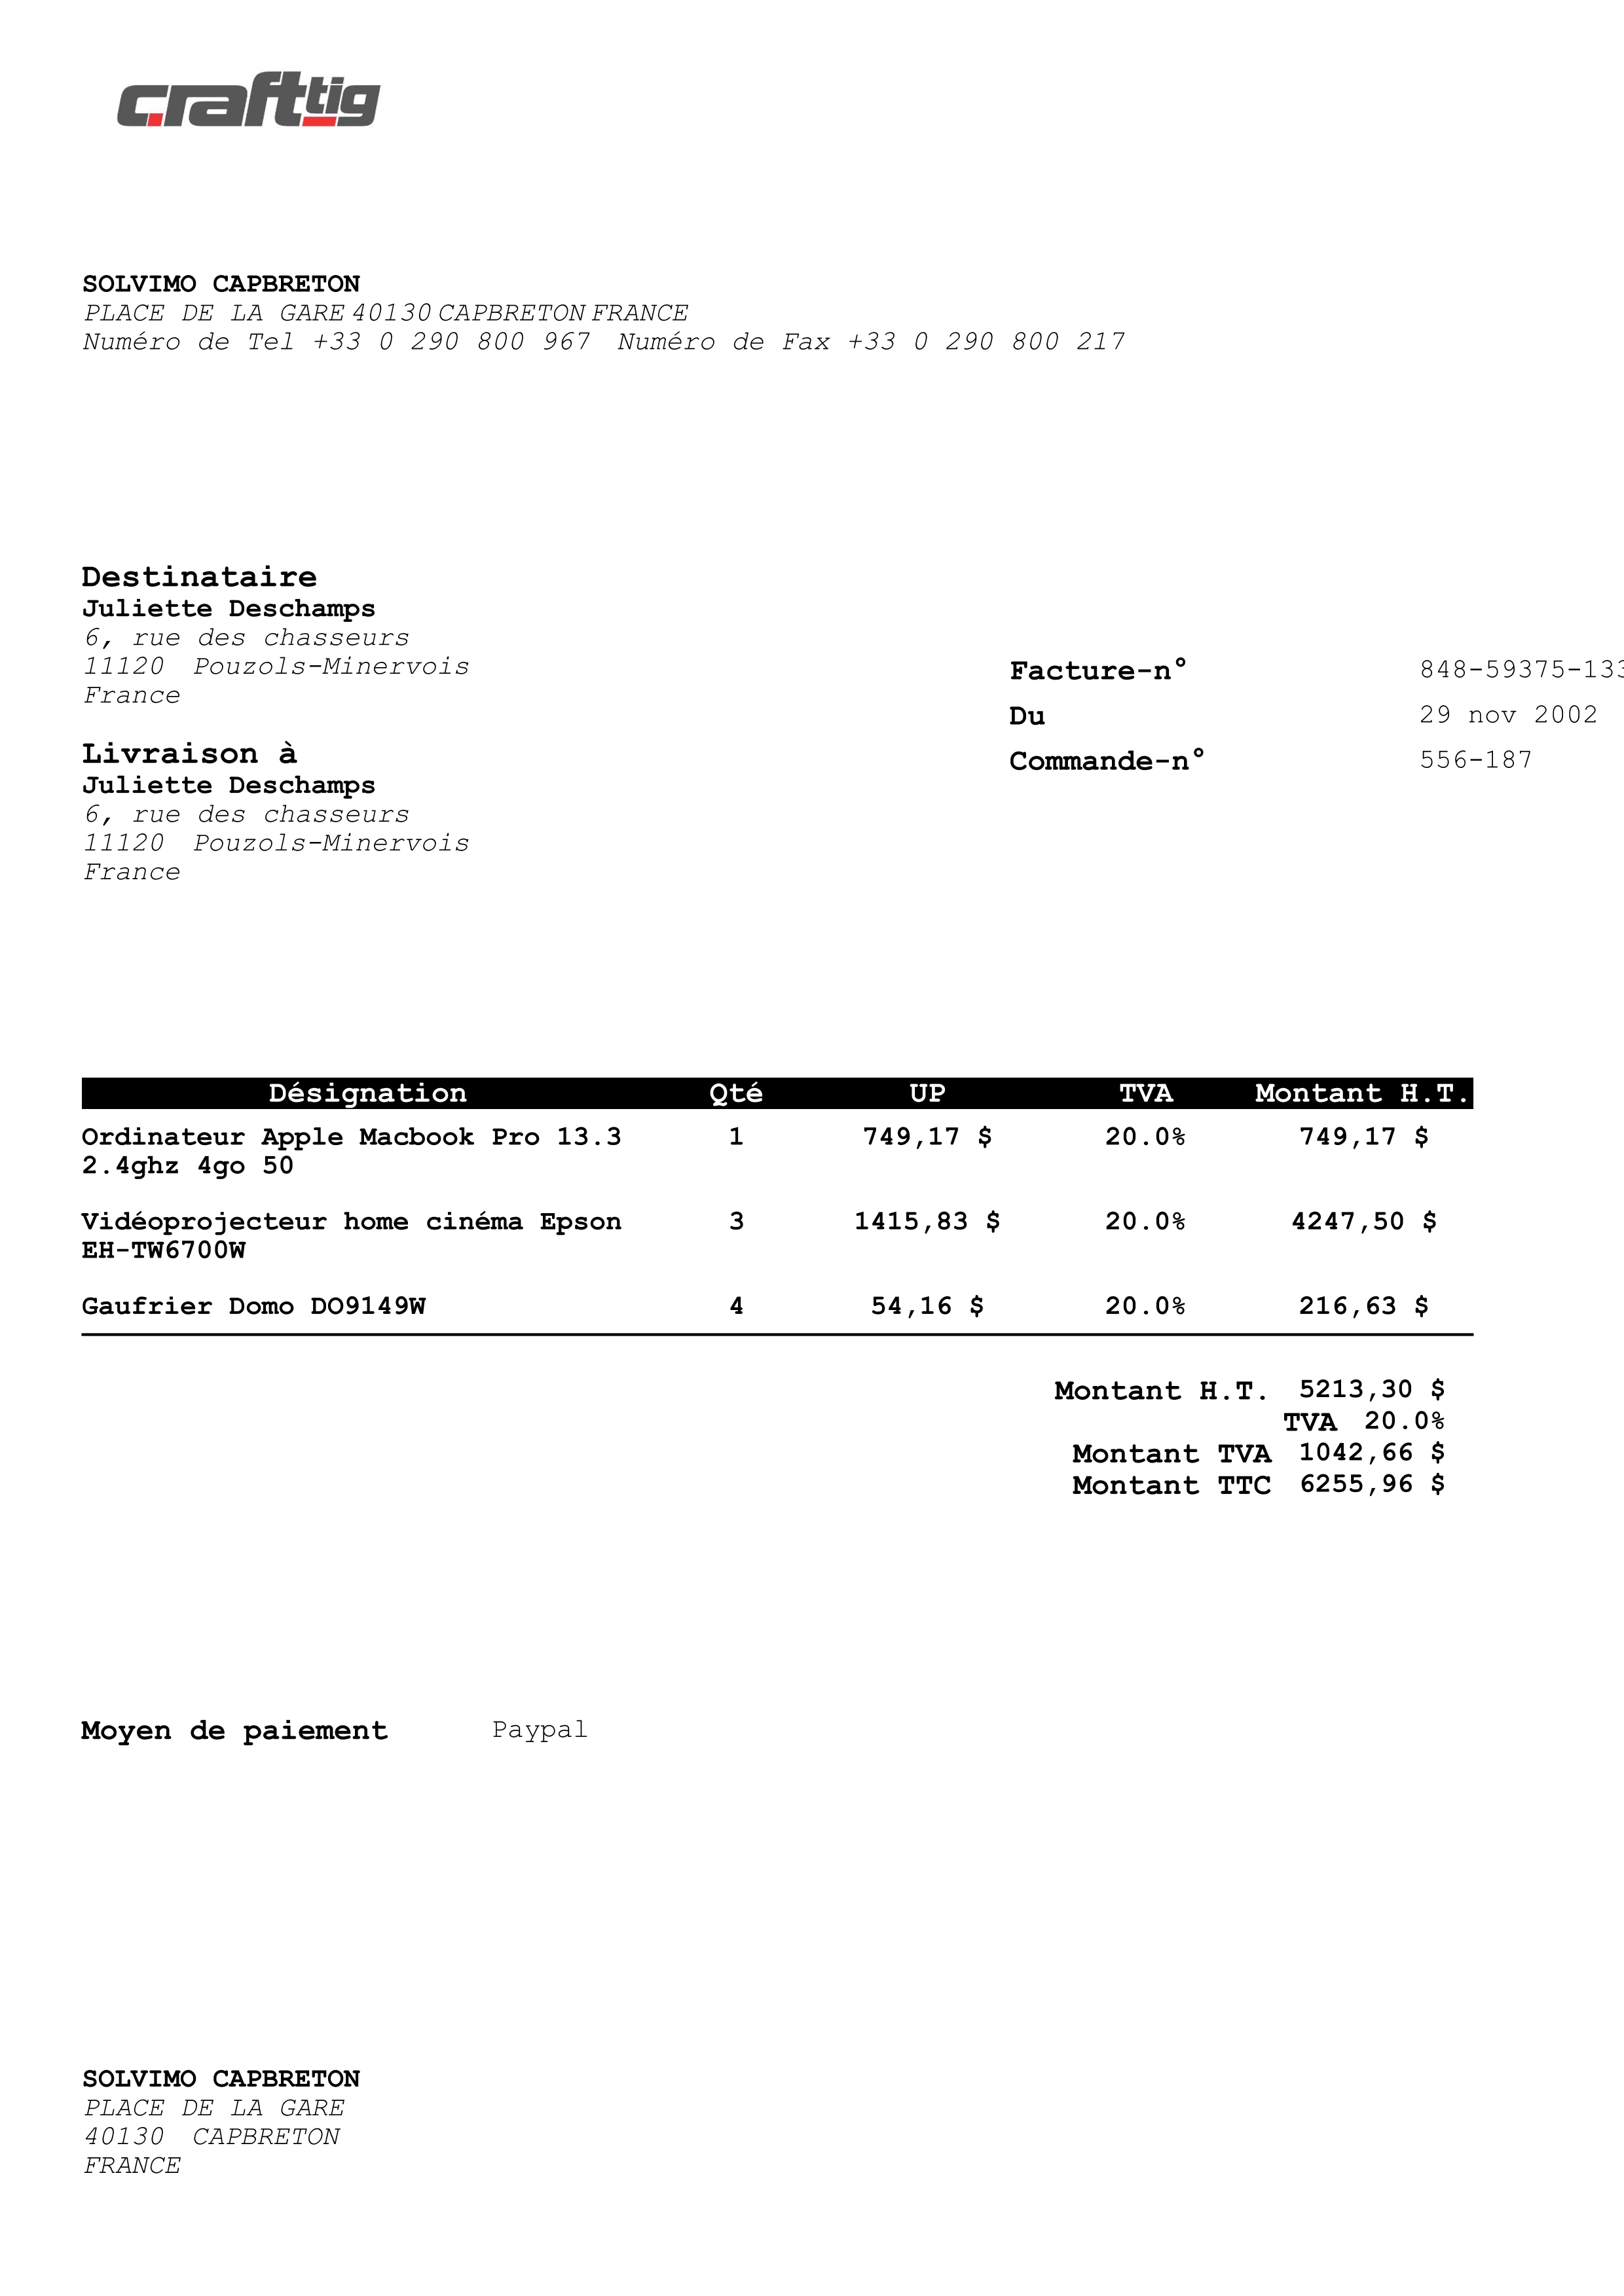 crafttig
SOLVIMO CAPBRETON
PLACE DE LA GARE 40130 CAPBRETON FRANCE
Numéro de Tel +33 0 290 800 967 Numéro de Fax +33 0 290 800 217
Destinataire
Juliette Deschamps
6, rue des chasseurs
11120 Pouzols-Minervois
France
Facture-n° 848-59375-133
Du 29 nov 2002
Commande-n° 556-187
Livraison à
Juliette Deschamps
6, rue des chasseurs
11120 Pouzols-Minervois
France
Désignation Qté UP TVA Montant H.T.
Ordinateur Apple Macbook Pro 13.3 1 749,17 $ 20.0% 749,17 $
2.4ghz 4go 50
Vidéoprojecteur home cinéma Epson 3 1415,83 $ 20.0% 4247,50 $
EH-TW6700W
Gaufrier Domo DO9149W 4 54,16 $ 20.0% 216,63 $
Montant H.T. 5213,30 $
TVA 20.0%
Montant TVA 1042,66 $
Montant TTC 6255,96 $
Moyen de paiement Paypal
SOLVIMO CAPBRETON
PLACE DE LA GARE
40130 CAPBRETON
FRANCE